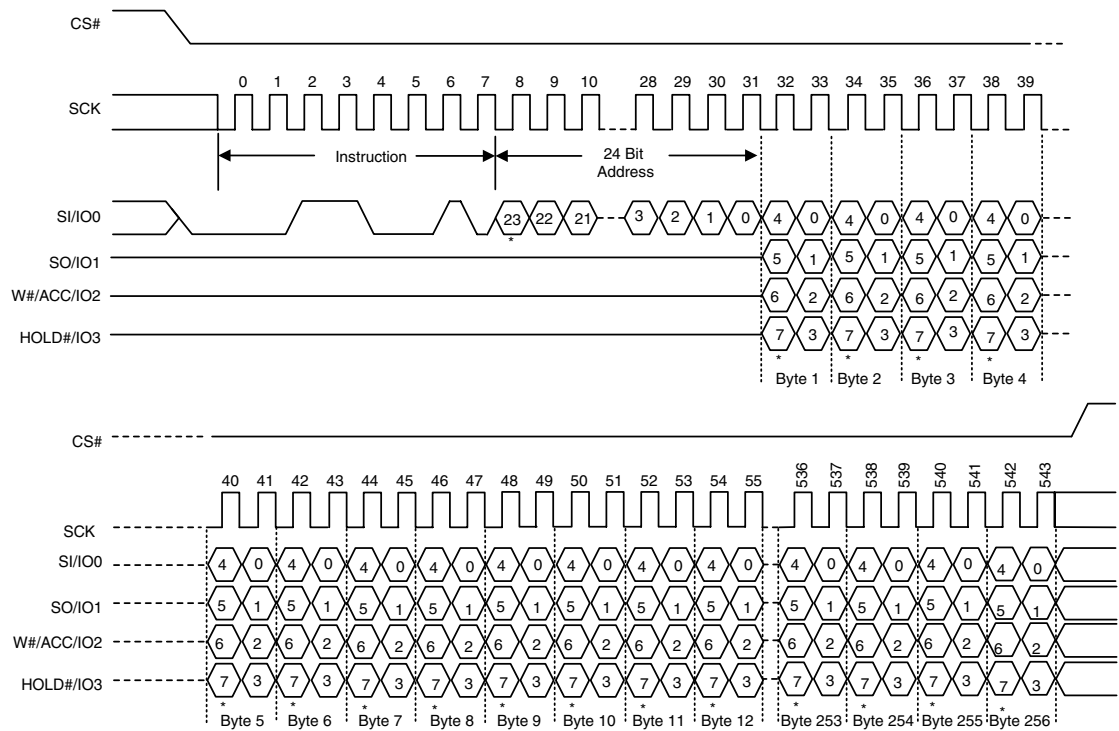 CS#
0 1 2 3 4 5 6 7 8 9 10 28 29 30 31 32 33 34 35 36 37 38 39
SCK
Instruction
24 Bit
Address
SI/IO0 23 22 21 3 2 1 0 4 0 4 0 4 0 4 0
*
SO/IO1 5 1 5 1 5 1 5 1
W#/ACC/IO2 6 2 6 2 6 2 6 2
HOLD#/IO3 7 3 7 3 7 3 7 3
* * * *
Byte 1 Byte 2 Byte 3 Byte 4
CS#
40 41 42 43 44 45 46 47 48 49 50 51 52 53 54 55 536 537 538 539 540 541 542 543
SCK
SI/IO0 4 0 4 0 4 0 4 0 4 0 4 0 4 0 4 0 4 0 4 0 4 0 4 0
SO/IO1 5 1 5 1 5 1 5 1 5 1 5 1 5 1 5 1 5 1 5 1 5 1 5 1
W#/ACC/IO2 6 2 6 2 6 2 6 2 6 2 6 2 6 2 6 2 6 2 6 2 6 2 6 2
HOLD#/IO3 7 3 7 3 7 3 7 3 7 3 7 3 7 3 7 3 7 3 7 3 7 3 7 3
* * * * * * * * * * * *
Byte 5 Byte 6 Byte 7 Byte 8 Byte 9 Byte 10 Byte 11 Byte 12 Byte 253 Byte 254 Byte 255 Byte 256